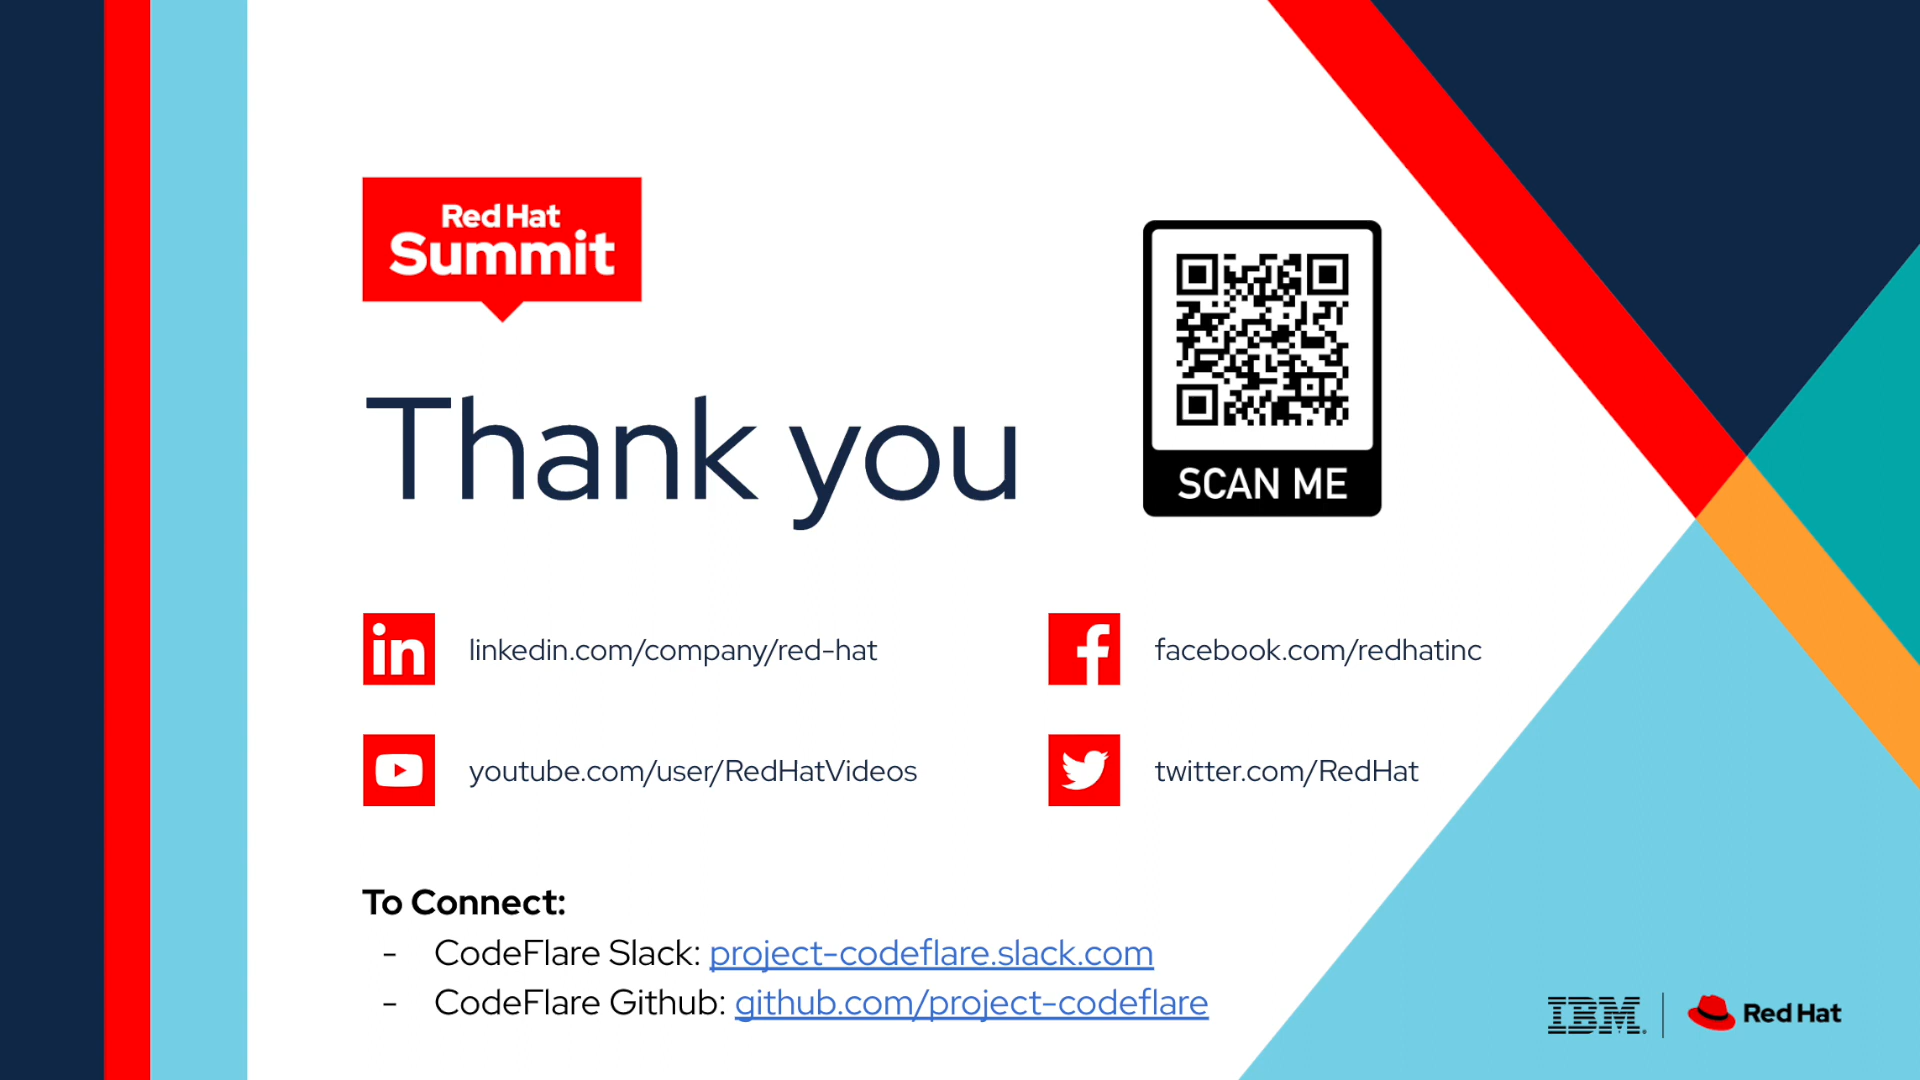 Red Hat
Summit
Thank you
SCAN ME
in linkedin.com/company/red-hat
facebook.com/redhatinc
youtube.com/user/RedHatVideos
twitter.com/RedHat
To Connect:
- CodeFlare Slack: project-codeflare.slack.com
- CodeFlare Github: github.com/project-codeflare
IBM. | Red Hat